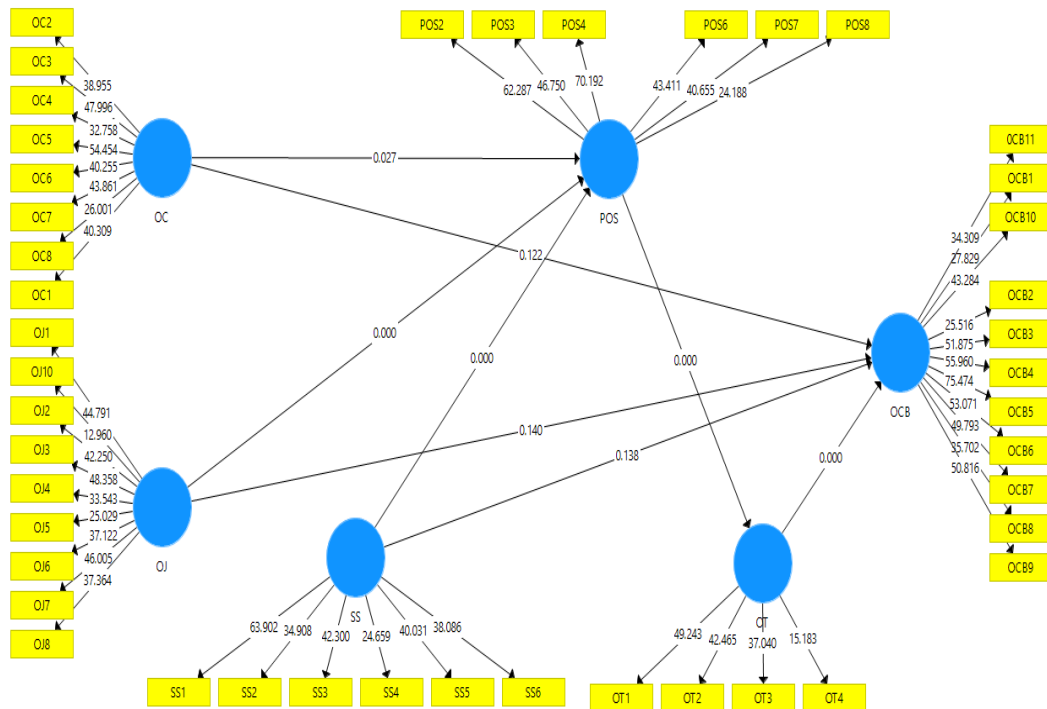 OC2
OC3
OC4
OC5
OC6
OC7
OC8
OC1
38.955
47.996
32.758
54.454
40.255
43.861
26.001
40.309
OC
POS2
POS3
POS4
POS6
POS7
POS8
62.287
46.750
70.192
43.411
40.655
24.188
POS
0.027
0.122
0.000
0.000
0.000
0.140
0.138
0.000
OJ1
OJ10
OJ2
OJ3
OJ4
OJ5
OJ6
OJ7
OJ8
44.791
12.960
42.250
48.358
33.543
25.029
37.122
46.005
37.364
OJ
0CB11
OCB1
OCB10
OCB2
OCB3
OCB4
OCB5
OCB6
OCB7
OCB8
OCB9
34.309
27.829
43.284
25.516
51.875
55.960
75.474
53.071
49.793
35.702
50.816
OCB
SS
63.902
34.908
42.300
24.659
40.031
38.086
SS1
SS2
SS3
SS4
SS5
SS6
OT
49.243
42.465
37.040
15.183
OT1
OT2
OT3
OT4